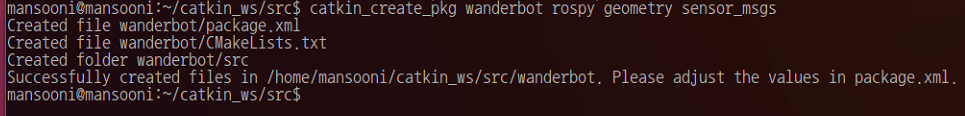 mansooni@mansooni:~/catkin_ws/src$ catkin_create_pkg wanderbot rospy geometry sensor_msgs
Created file wanderbot/package.xml
Created file wanderbot/CMakeLists.txt
Created folder wanderbot/src
Successfully created files in /home/mansooni/catkin_ws/src/wanderbot. Please adjust the values in package.xml.
mansooni@mansooni:~/catkin_ws/src$